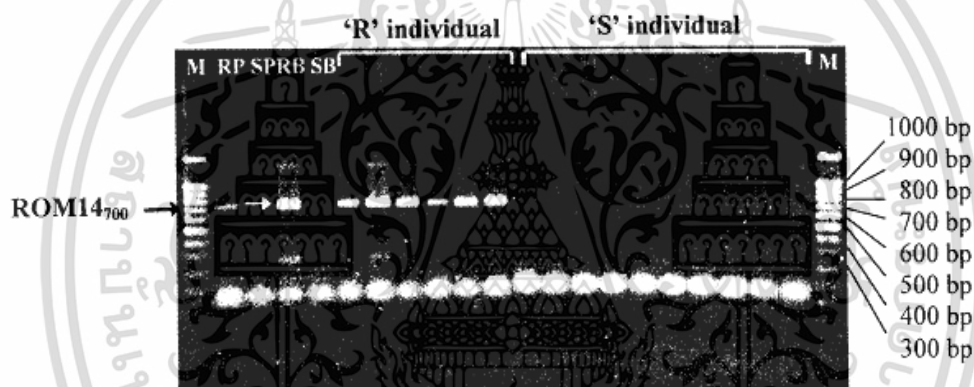 'R' individual
'S' individual
M RP SP RB SB
M
ROM14₇₀₀
1000 bp
900 bp
800 bp
700 bp
600 bp
500 bp
400 bp
300 bp